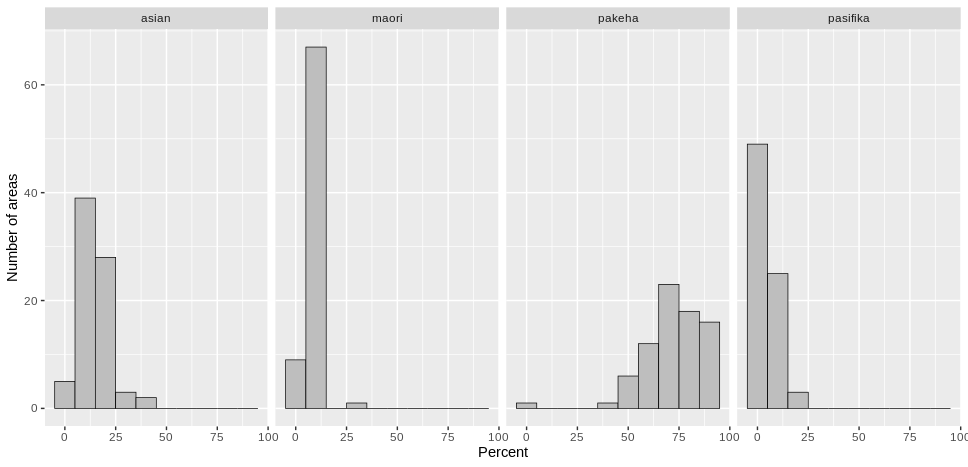 asian maori pakeha pasifika
Number of areas
60
40
20
0
0 25 50 75 100 0 25 50 75 100 0 25 50 75 100 0 25 50 75 100
Percent